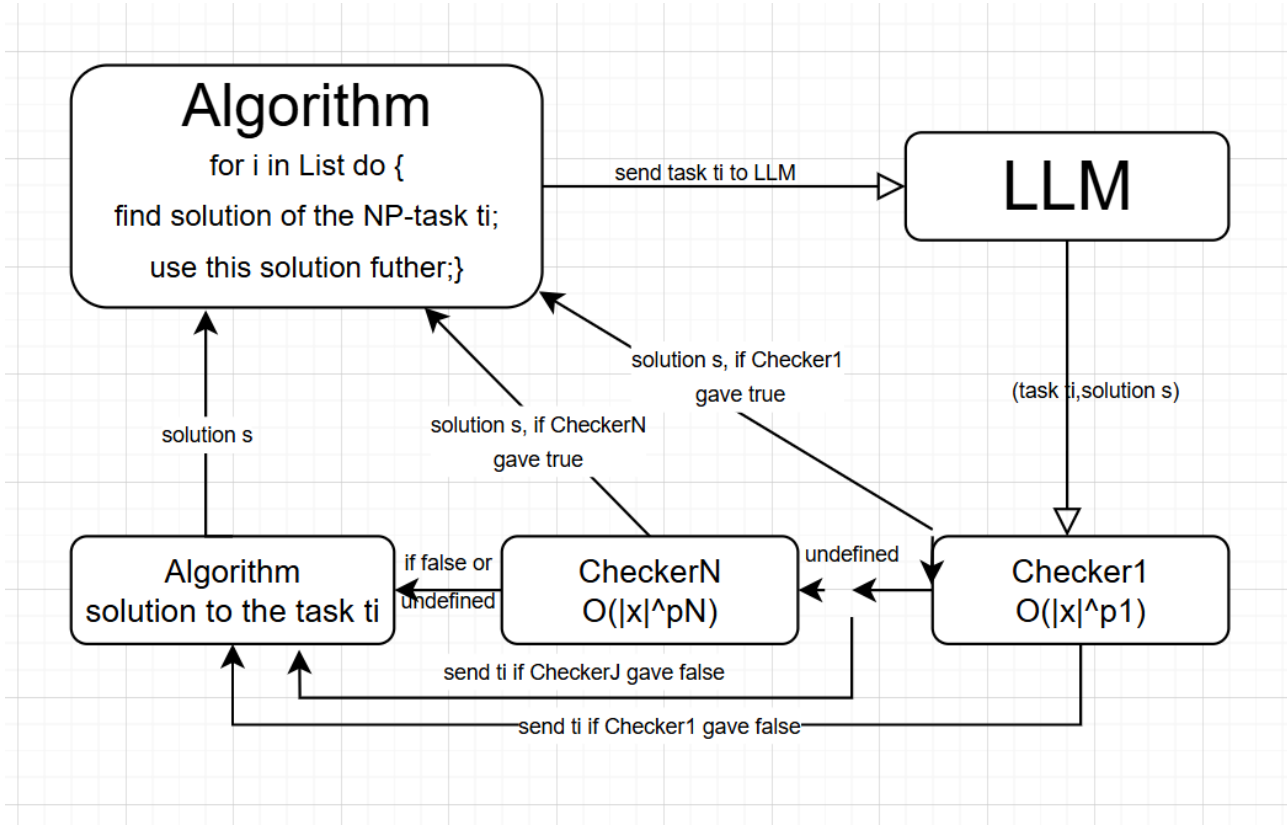 Algorithm
for i in List do {
find solution of the NP-task ti;
use this solution futher;}
send task ti to LLM
LLM
solution s, if Checker1
gave true
(task ti,solution s)
solution s, if CheckerN
gave true
solution s
Algorithm
solution to the task ti
if false or
undefined
CheckerN
O(|x|^pN)
undefined
Checker1
O(|x|^p1)
send ti if CheckerJ gave false
send ti if Checker1 gave false